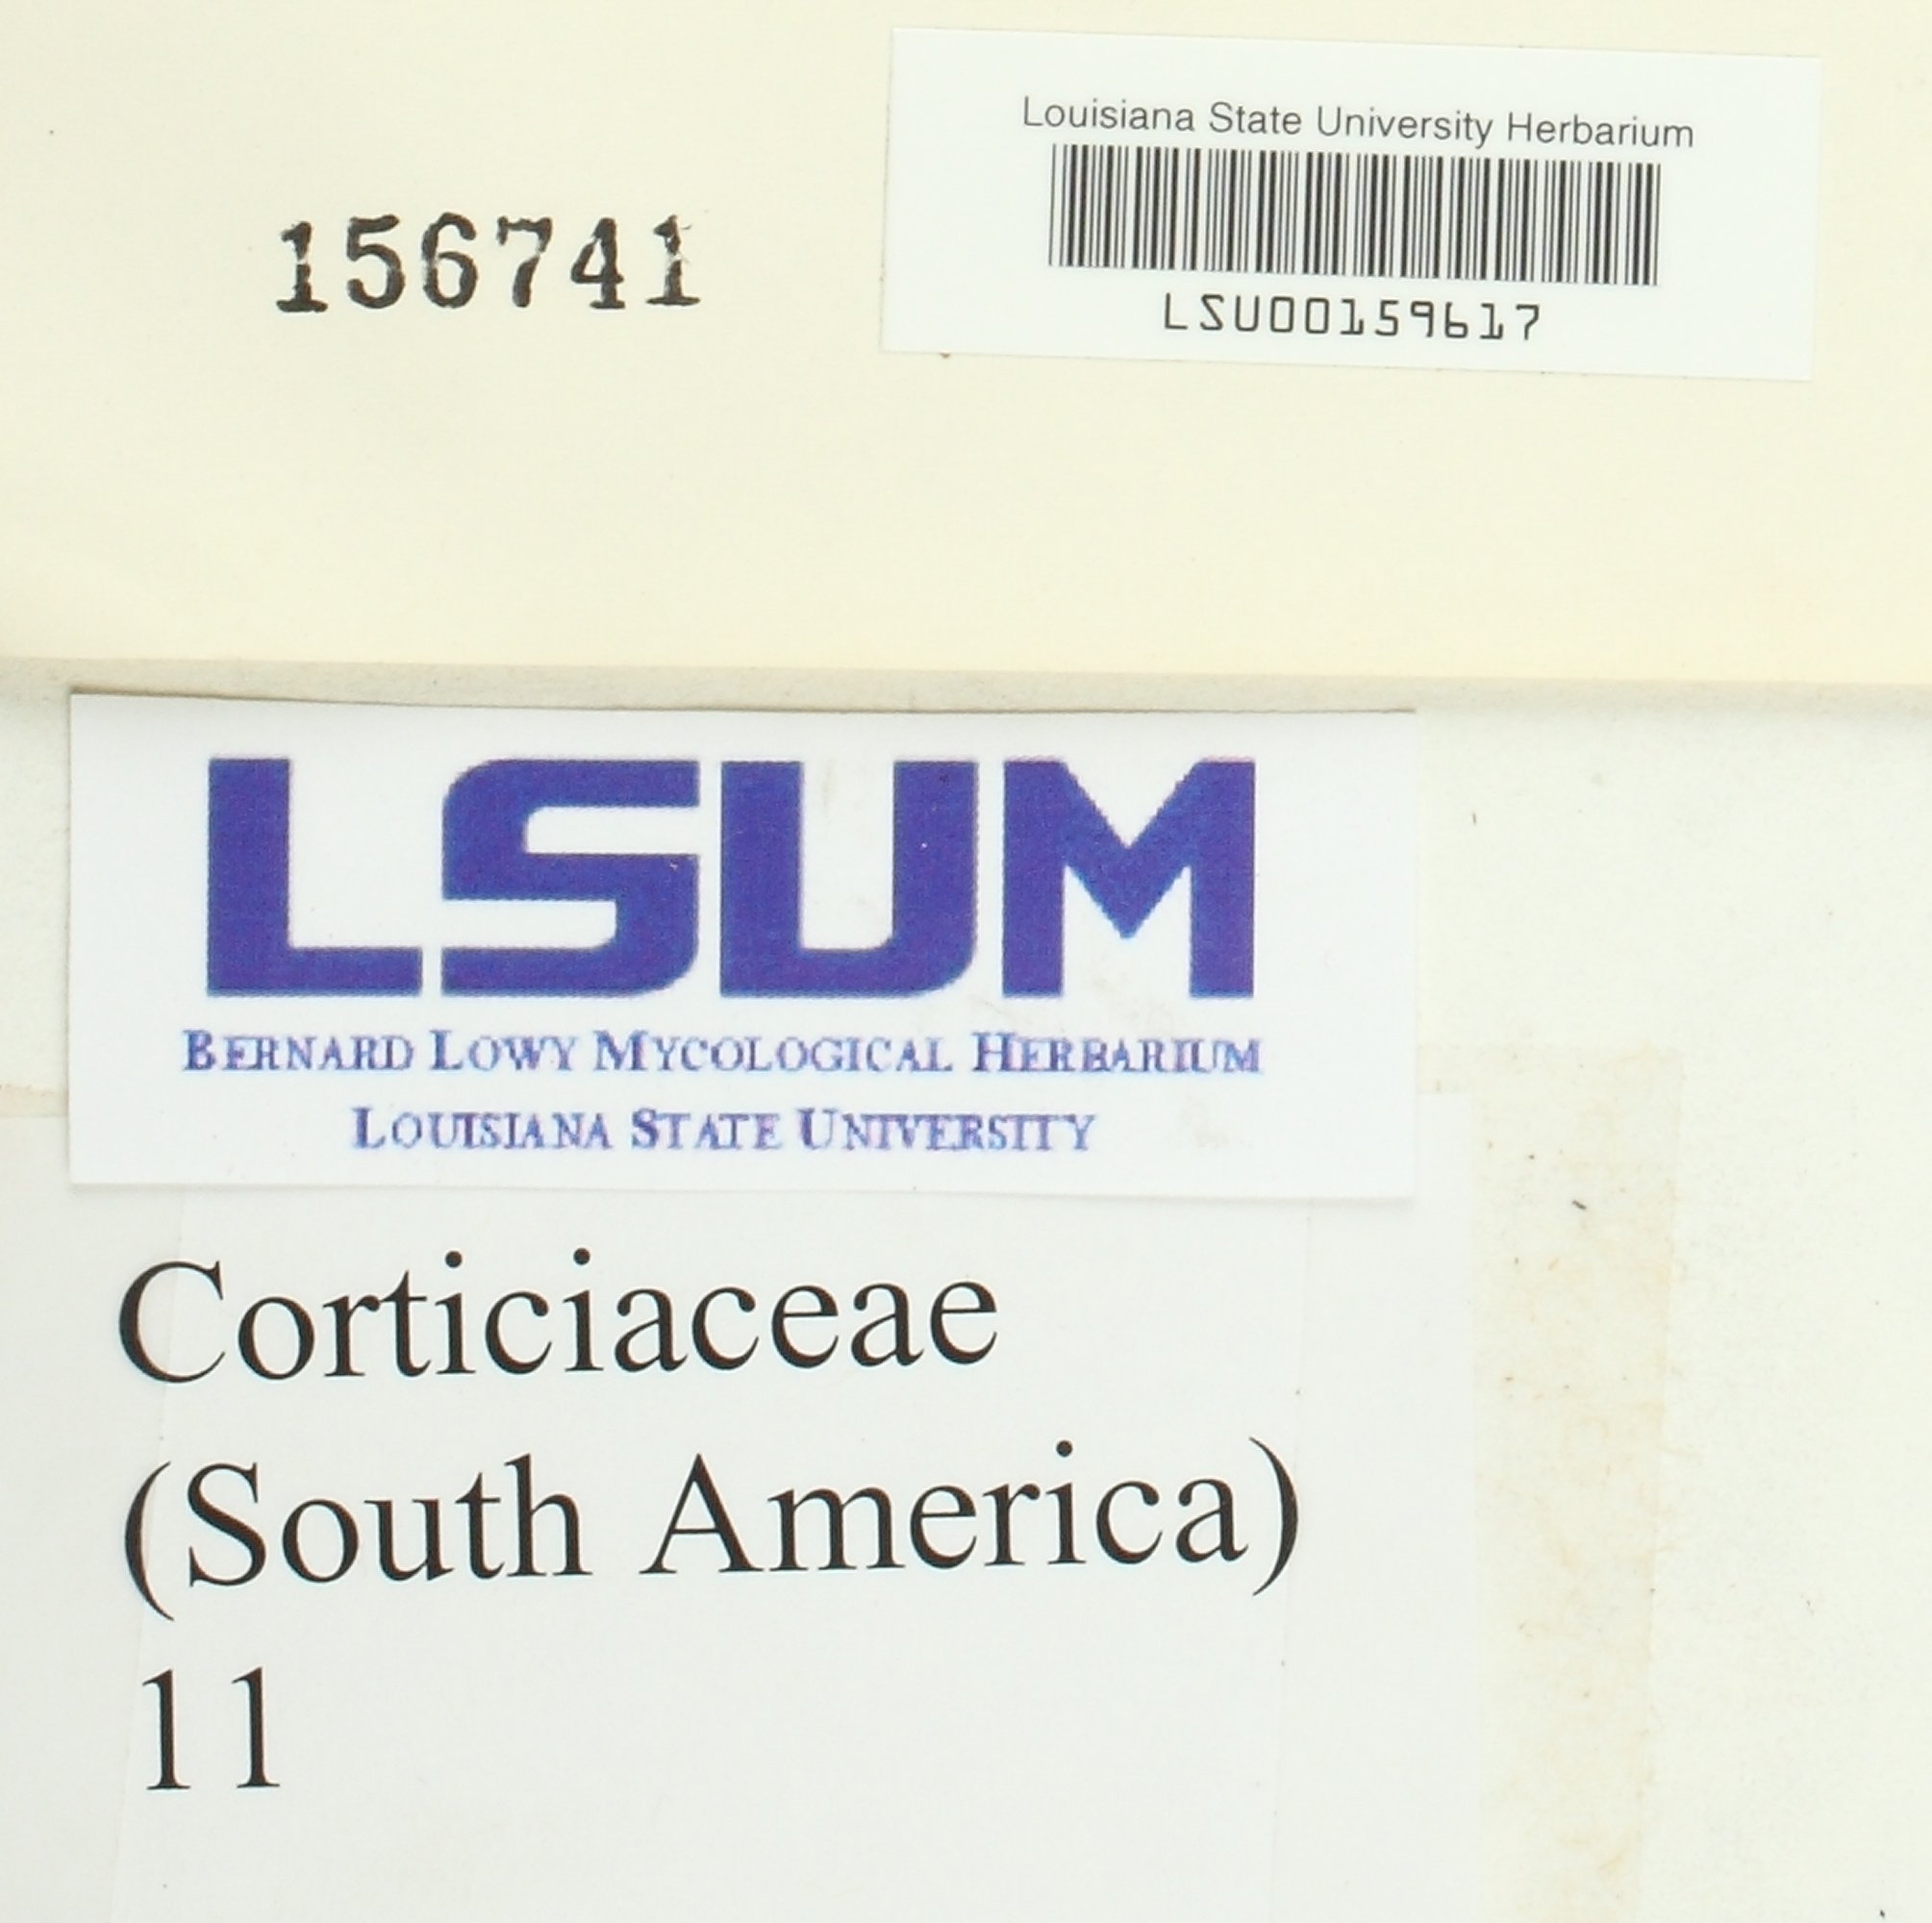 Louisiana State University Herbarium
156741
LSU00159617
LSUM
BERNARD LOWY MYCOLOGICAL HERBARIUM
LOUISIANA STATE UNIVERSITY
Corticiaceae
(South America)
11